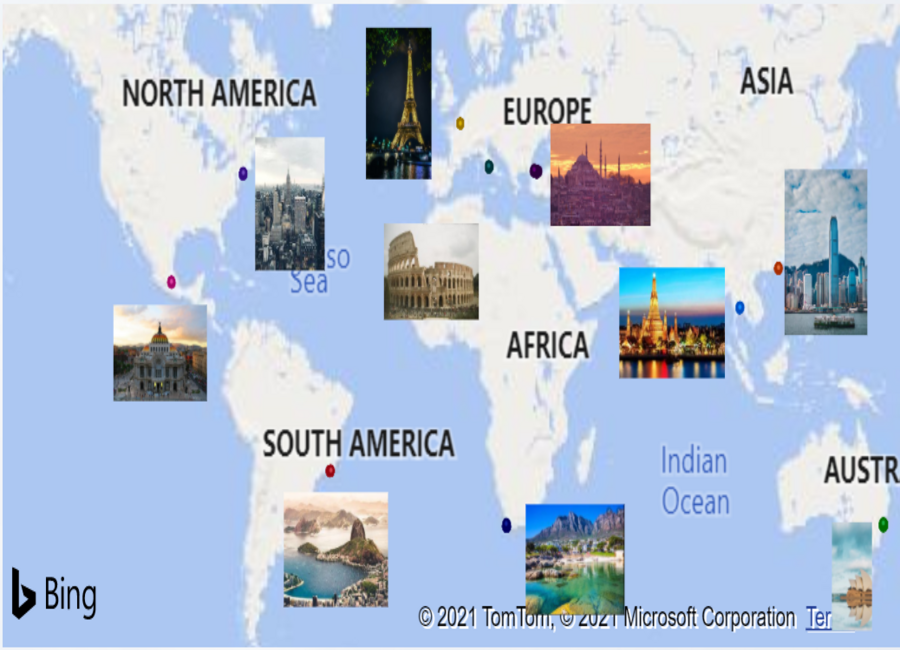 ASIA
NORTH AMERICA
EUROPE
so
Sea
AFRICA
SOUTH AMERICA
Indian
Ocean
AUSTR
Bing
© 2021 TomTom, © 2021 Microsoft Corporation Ter